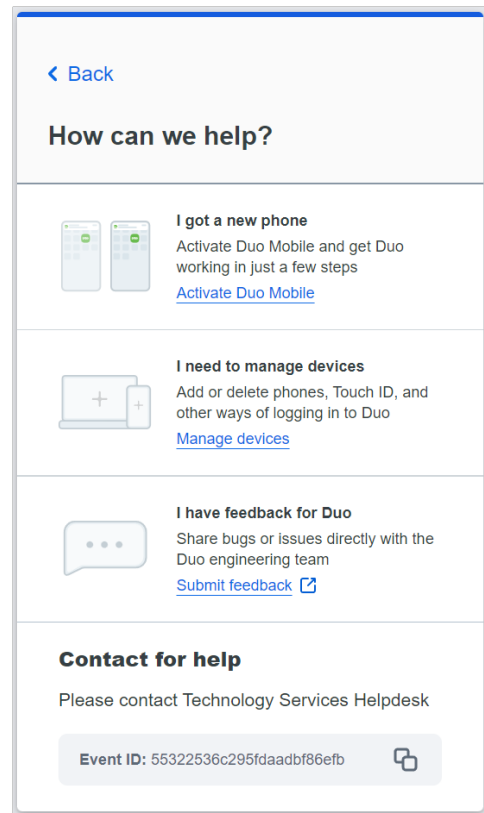 Back
How can we help?
I got a new phone
Activate Duo Mobile and get Duo
working in just a few steps
Activate Duo Mobile
I need to manage devices
Add or delete phones, Touch ID, and
other ways of logging in to Duo
Manage devices
I have feedback for Duo
Share bugs or issues directly with the
Duo engineering team
Submit feedback
Contact for help
Please contact Technology Services Helpdesk
Event ID: 55322536c295fdaadbf86efb